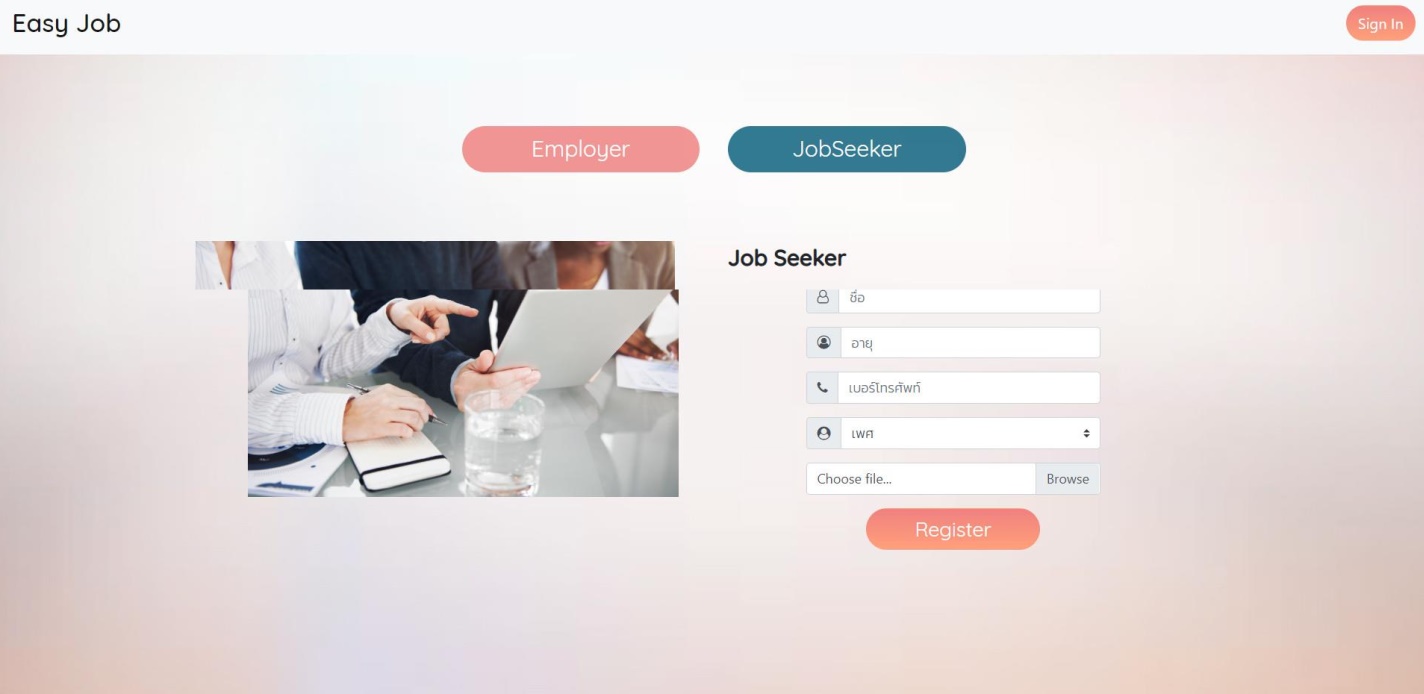 Easy Job
Sign In
Employer
JobSeeker
Job Seeker
ชื่อ
อายุ
เบอร์โทรศัพท์
เพศ
Choose file...
Browse
Register